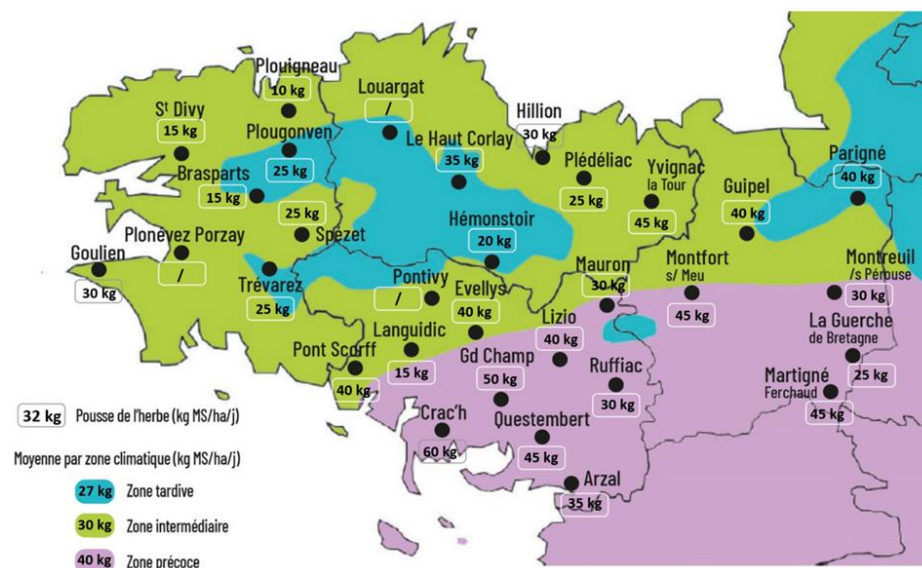 Plouigneau
10 kg
Louargat
/
St Divy
15 kg
Hillion
30 kg
Plougonven
25 kg
Le Haut Corlay
35 kg
Plédéliac
25 kg
Yvignac
la Tour
45 kg
Parigné
40 kg
Brasparts
15 kg
Guipel
40 kg
25 kg
Spézet
Hémonstoir
20 kg
Plonévez Porzay
/
Goulien
30 kg
Trévarez
25 kg
Pontivy
/
Evellys
40 kg
Mauron
30 kg
Montfort
s/ Meu
45 kg
Montreuil
/s Pérouse
30 kg
Languidic
15 kg
Lizio
40 kg
La Guerche
de Bretagne
25 kg
Pont Scorff
40 kg
Gd Champ
50 kg
Ruffiac
30 kg
Martigné
Ferchaud
45 kg
Crac'h
60 kg
Questembert
45 kg
Arzal
35 kg
32 kg Pousse de l'herbe (kg MS/ha/j)
Moyenne par zone climatique (kg MS/ha/j)
27 kg Zone tardive
30 kg Zone intermédiaire
40 kg Zone précoce